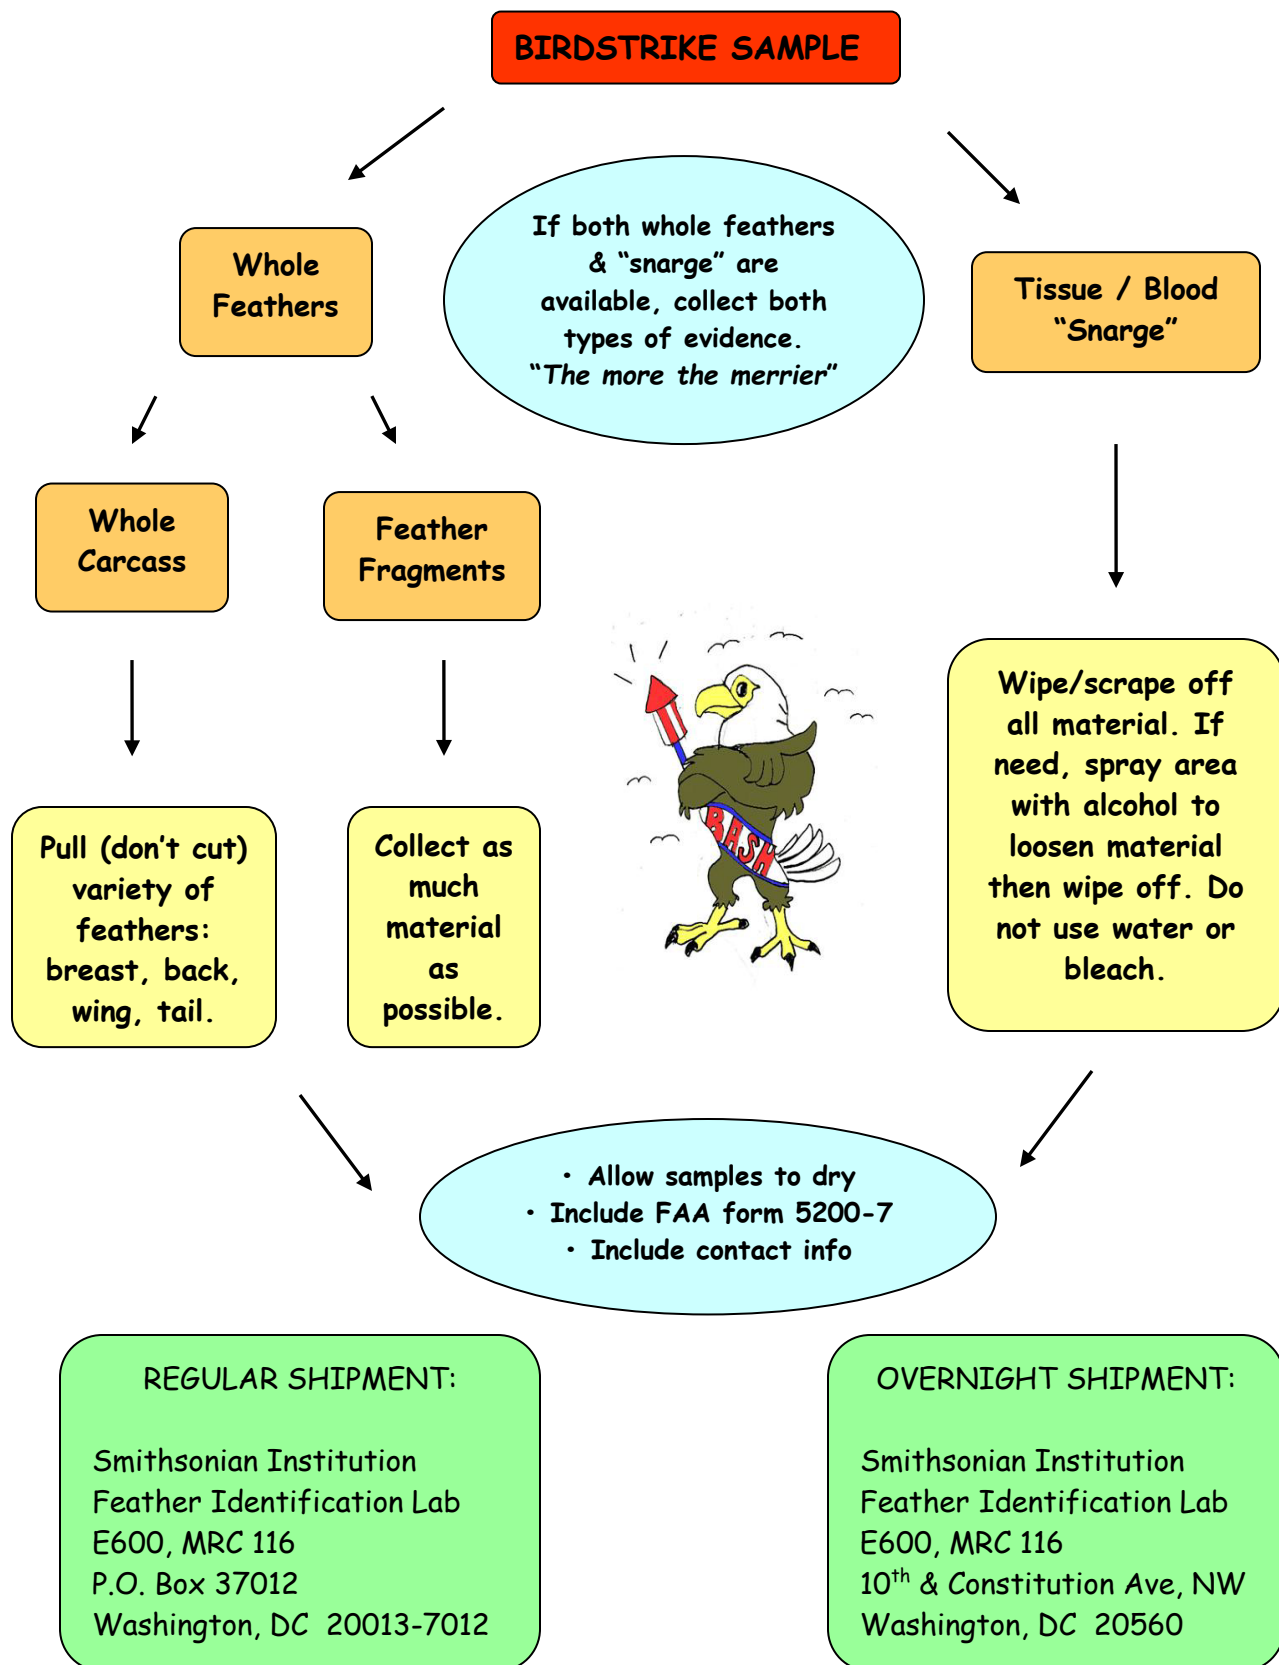 BIRDSTRIKE SAMPLE
If both whole feathers
& “snarge” are
available, collect both
types of evidence.
“The more the merrier”
Whole
Feathers
Tissue / Blood
“Snarge”
Whole
Carcass
Feather
Fragments
Pull (don’t cut)
variety of
feathers:
breast, back,
wing, tail.
Collect as
much
material
as
possible.
BASH
Wipe/scrape off
all material. If
need, spray area
with alcohol to
loosen material
then wipe off. Do
not use water or
bleach.
• Allow samples to dry
• Include FAA form 5200-7
• Include contact info
REGULAR SHIPMENT:
Smithsonian Institution
Feather Identification Lab
E600, MRC 116
P.O. Box 37012
Washington, DC 20013-7012
OVERNIGHT SHIPMENT:
Smithsonian Institution
Feather Identification Lab
E600, MRC 116
10th & Constitution Ave, NW
Washington, DC 20560